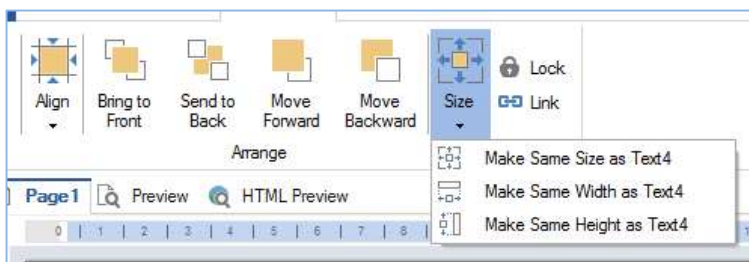 Align
Bring to
Front
Send to
Back
Move
Forward
Move
Backward
Size
Lock
Link
Arrange
Make Same Size as Text4
Make Same Width as Text4
Make Same Height as Text4
Page1 Preview HTML Preview
0 1 2 3 4 5 6 7 8